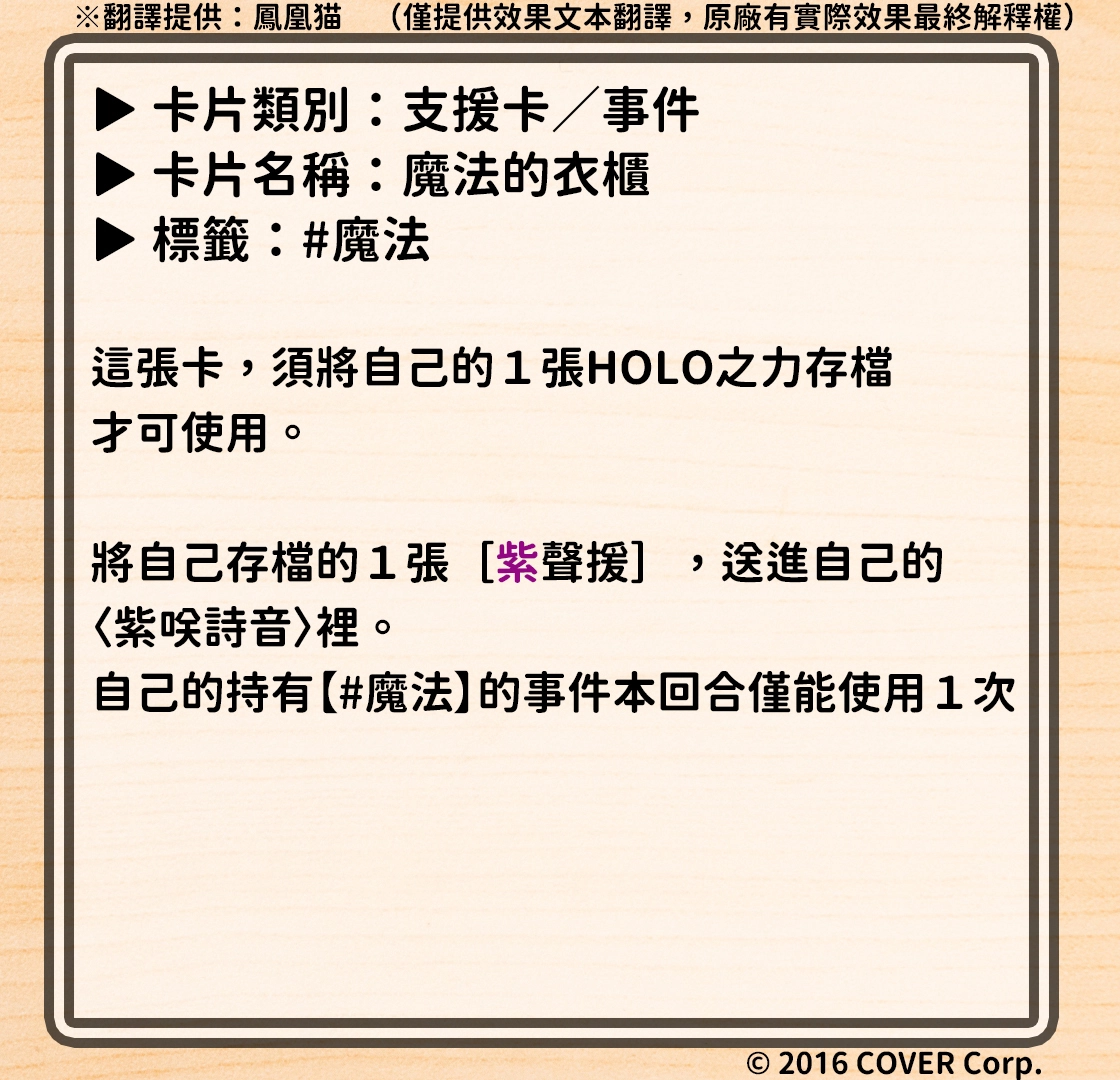 ※翻譯提供：鳳凰猫　（僅提供效果文本翻譯，原廠有實際效果最終解釋權）
▶ 卡片類別：支援卡／事件
▶ 卡片名稱：魔法的衣櫃
▶ 標籤：#魔法
這張卡，須將自己的１張HOLO之力存檔
才可使用。
將自己存檔的１張［紫聲援］，送進自己的
〈紫咲詩音〉裡。
自己的持有【#魔法】的事件本回合僅能使用１次
© 2016 COVER Corp.